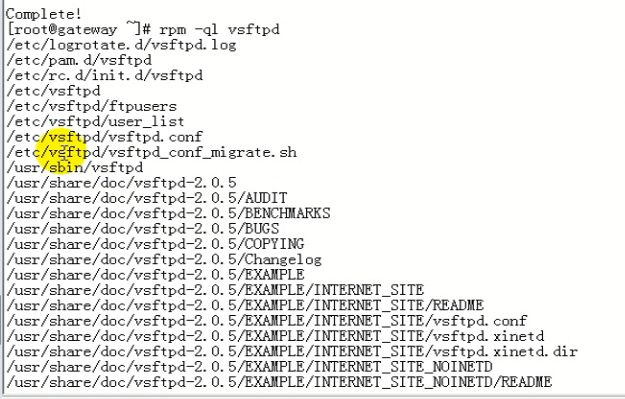 Complete!
[root@gateway ~]# rpm -ql vsftpd
/etc/logrotate.d/vsftpd.log
/etc/pam.d/vsftpd
/etc/rc.d/init.d/vsftpd
/etc/vsftpd
/etc/vsftpd/ftpusers
/etc/vsftpd/user_list
/etc/vsftpd/vsftpd.conf
/etc/vsftpd/vsftpd_conf_migrate.sh
/usr/sbin/vsftpd
/usr/share/doc/vsftpd-2.0.5
/usr/share/doc/vsftpd-2.0.5/AUDIT
/usr/share/doc/vsftpd-2.0.5/BENCHMARKS
/usr/share/doc/vsftpd-2.0.5/BUGS
/usr/share/doc/vsftpd-2.0.5/COPYING
/usr/share/doc/vsftpd-2.0.5/Changelog
/usr/share/doc/vsftpd-2.0.5/EXAMPLE
/usr/share/doc/vsftpd-2.0.5/EXAMPLE/INTERNET_SITE
/usr/share/doc/vsftpd-2.0.5/EXAMPLE/INTERNET_SITE/README
/usr/share/doc/vsftpd-2.0.5/EXAMPLE/INTERNET_SITE/vsftpd.conf
/usr/share/doc/vsftpd-2.0.5/EXAMPLE/INTERNET_SITE/vsftpd.xinetd
/usr/share/doc/vsftpd-2.0.5/EXAMPLE/INTERNET_SITE/vsftpd.xinetd.dir
/usr/share/doc/vsftpd-2.0.5/EXAMPLE/INTERNET_SITE_NOINETD
/usr/share/doc/vsftpd-2.0.5/EXAMPLE/INTERNET_SITE_NOINETD/README